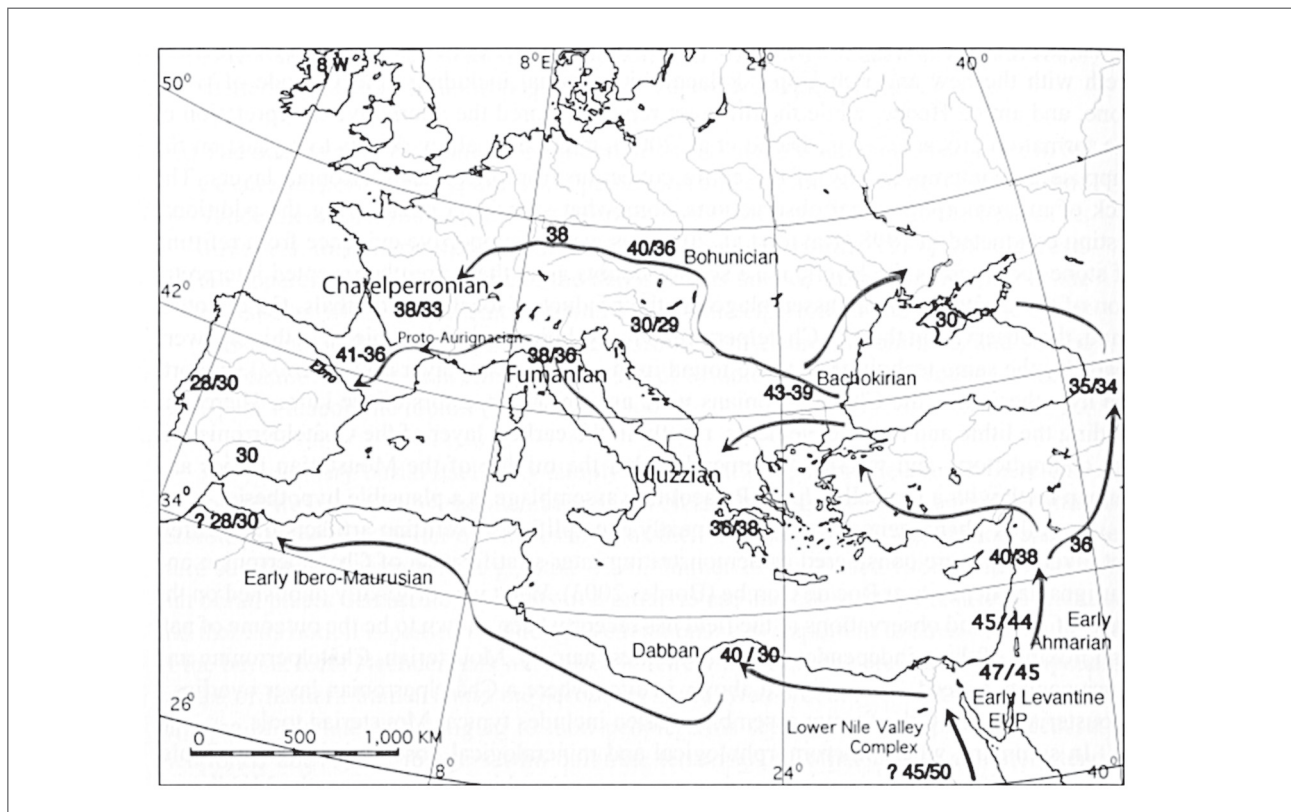 8 W
8°E
24°
40°
50°
42°
34°
26°
38
40/36
Bohunician
Chatelperronian
38/33
30/29
30
Proto-Aurignacian
41-36
38/36
Ebro
Fumanian
28/30
43-39
Bachokirian
35/34
30
Uluzzian
? 28/30
36/38
40/38
36
Early Ibero-Maurusian
45/44
Early
Ahmarian
Dabban
40 / 30
47/45
Early Levantine
EUP
Lower Nile Valley
Complex
? 45/50
0 500 1,000 KM
8°
24°
40°